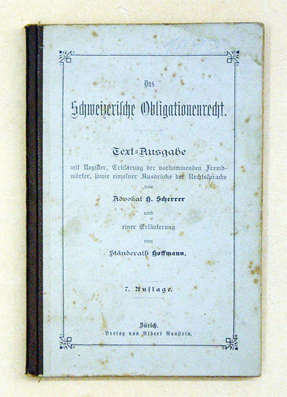 Das
Schweizerische Obligationenrecht.
Text=Ausgabe
mit Register, Erklärung der vorkommenden Fremd=
wörter, sowie einzelner Ausdrücke der Rechtssprache
von
Advokat H. Scherrer
und
einer Erläuterung
von
Ständerath Hoffmann.
7. Auflage.
Zürich.
Verlag von Albert